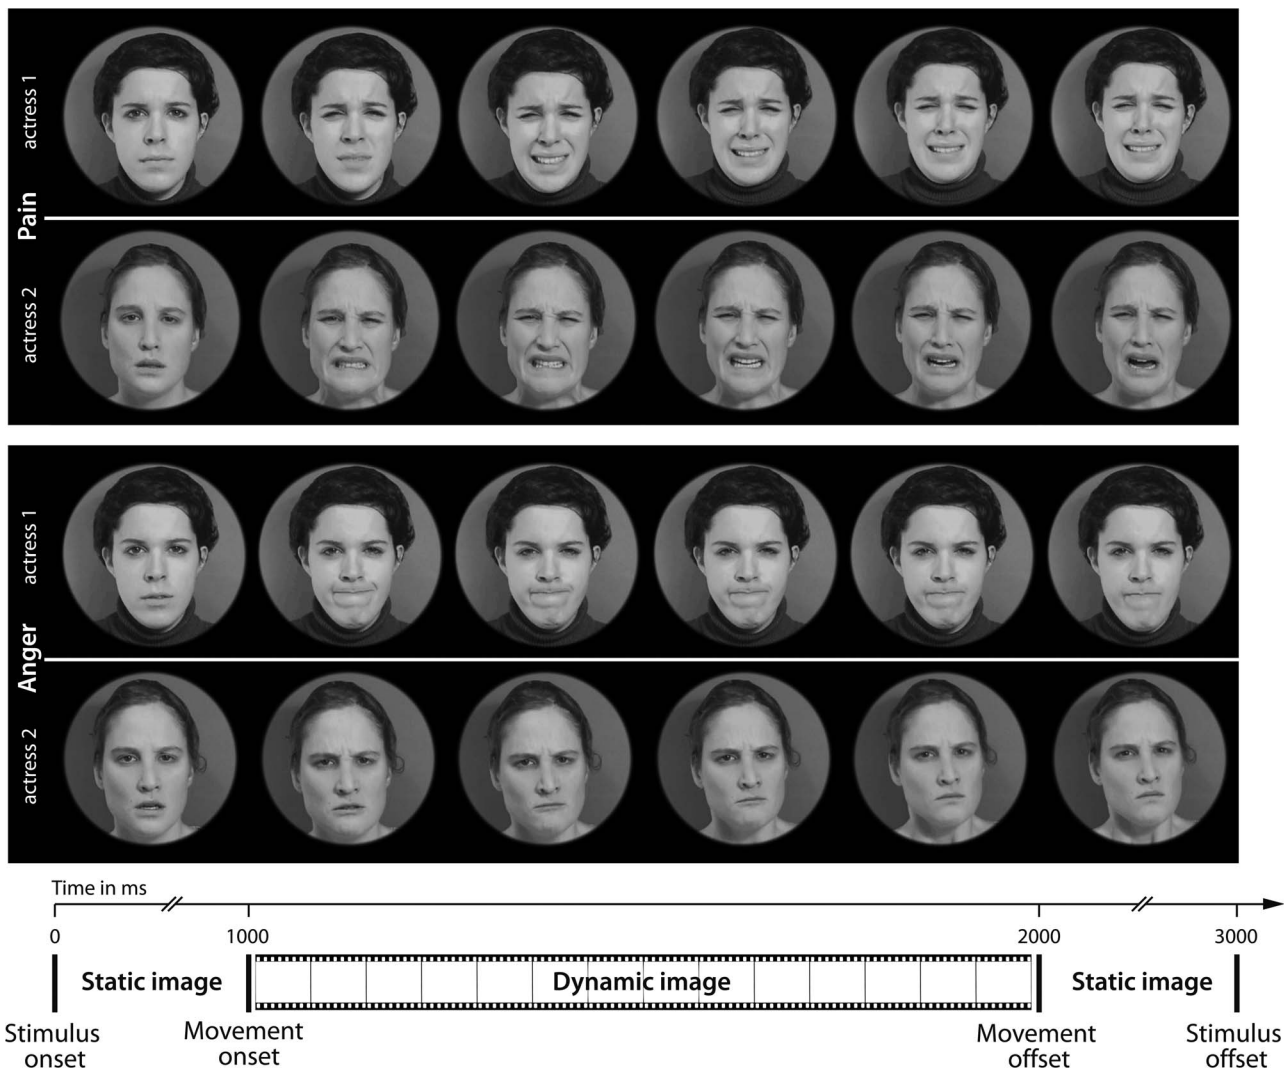 Pain
actress 1
actress 2
Anger
actress 1
actress 2
Time in ms
0
1000
2000
3000
Static image
Dynamic image
Static image
Stimulus
onset
Movement
onset
Movement
offset
Stimulus
offset